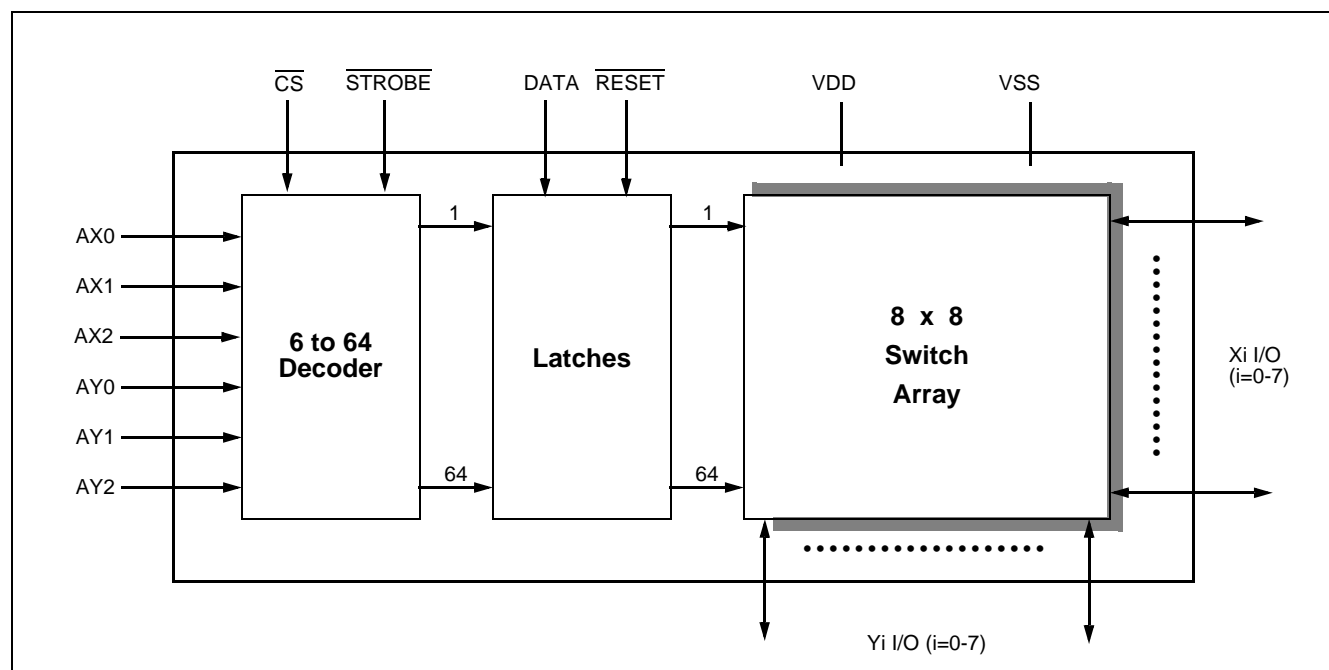 CS STROBE DATA RESET VDD VSS
AX0
AX1
AX2
AY0
AY1
AY2
6 to 64
Decoder
1
64
Latches
1
64
8 x 8
Switch
Array
Xi I/O
(i=0-7)
Yi I/O (i=0-7)